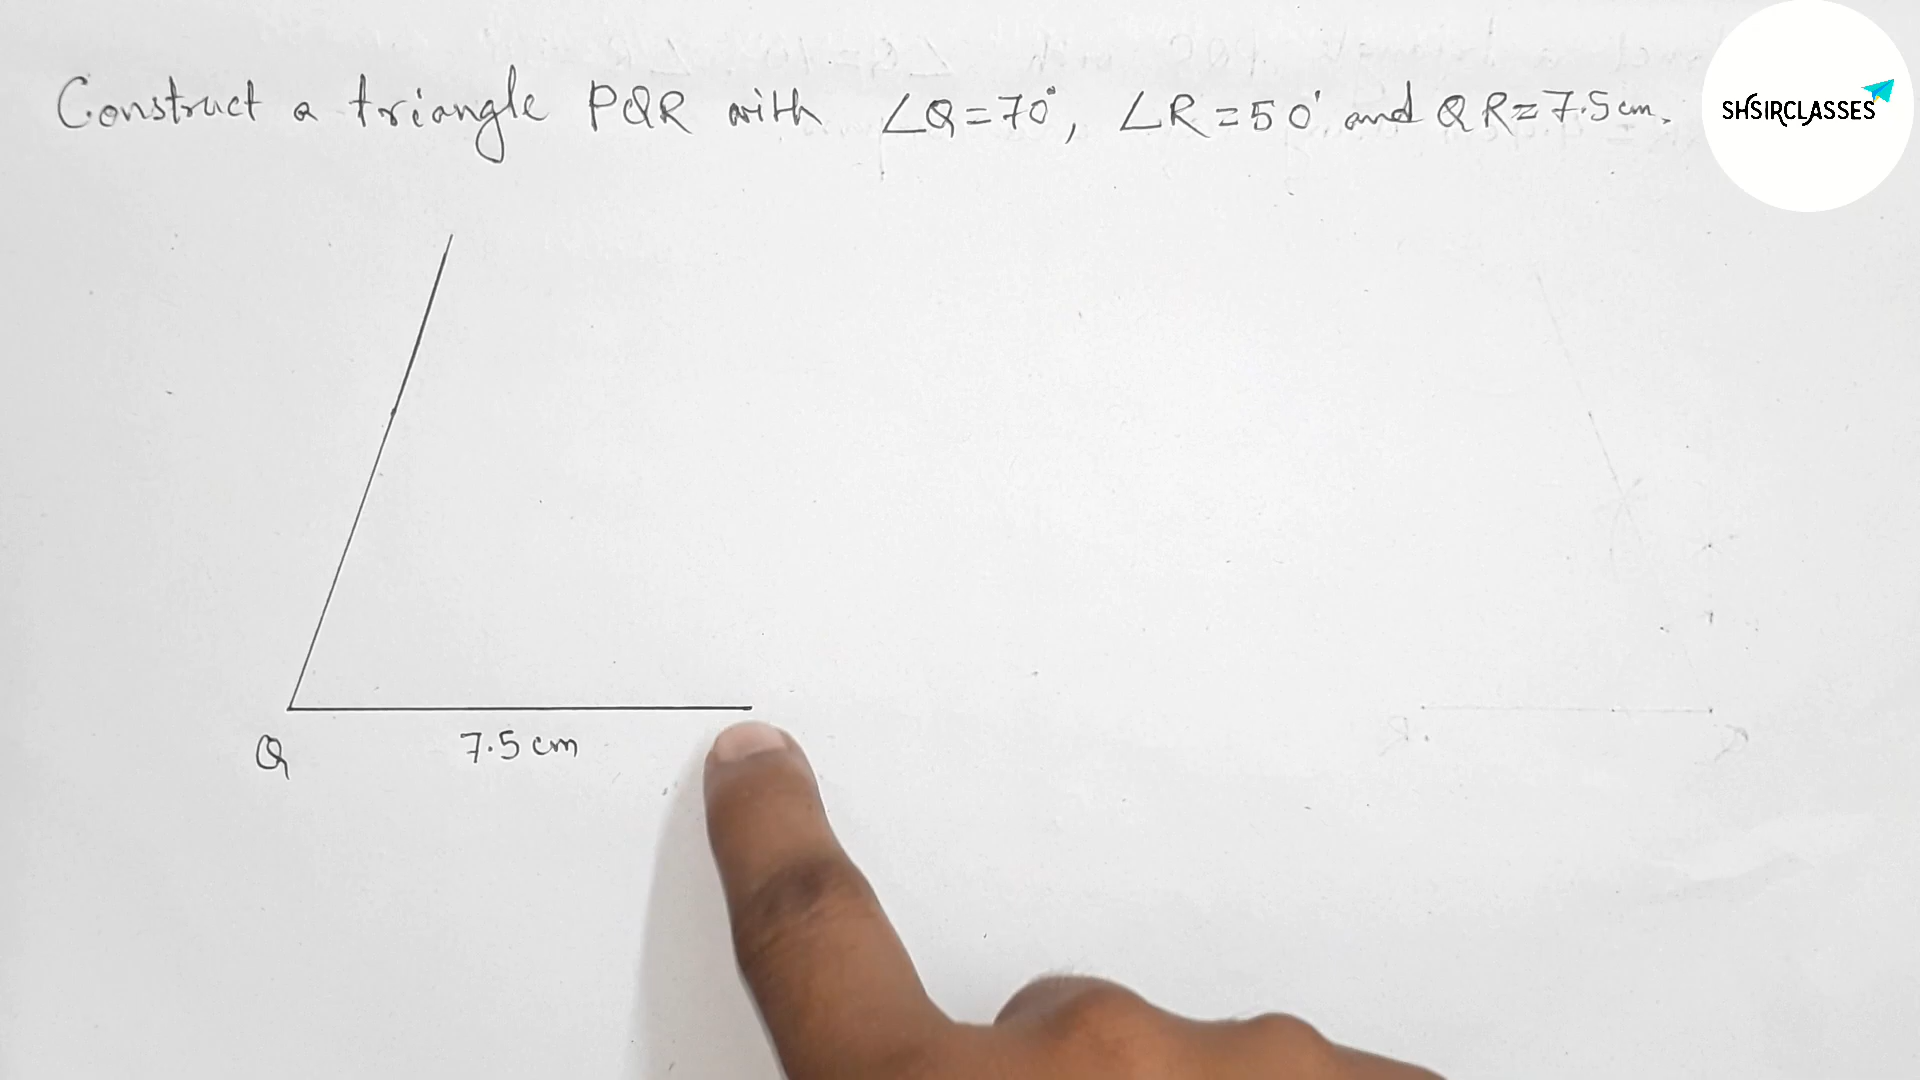 Construct a triangle PQR with ∠Q=70°, ∠R=50° and QR=7.5cm.
SHSIRCLASSES
Q
7.5 cm